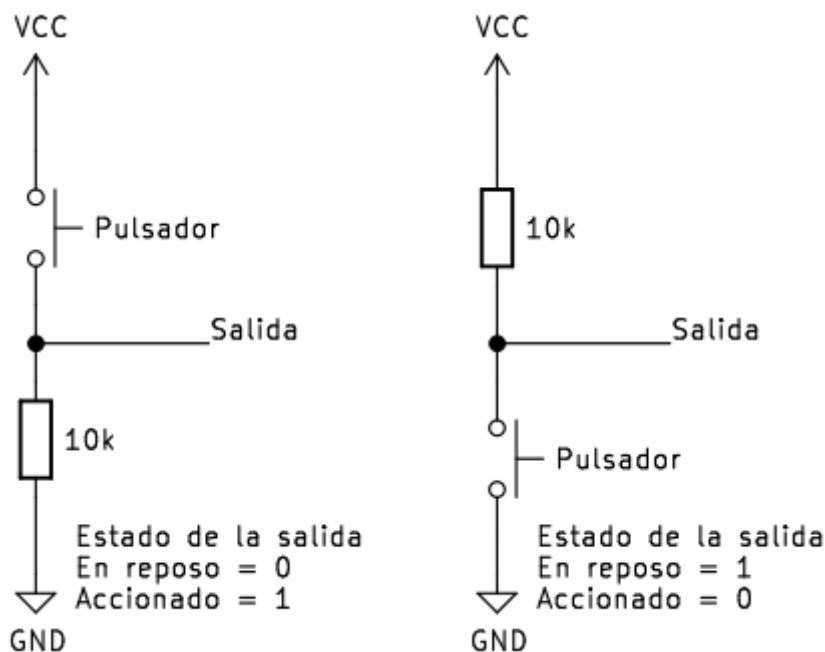 VCC
Pulsador
Salida
10k
Estado de la salida
En reposo = 0
Accionado = 1
GND
VCC
10k
Salida
Pulsador
Estado de la salida
En reposo = 1
Accionado = 0
GND